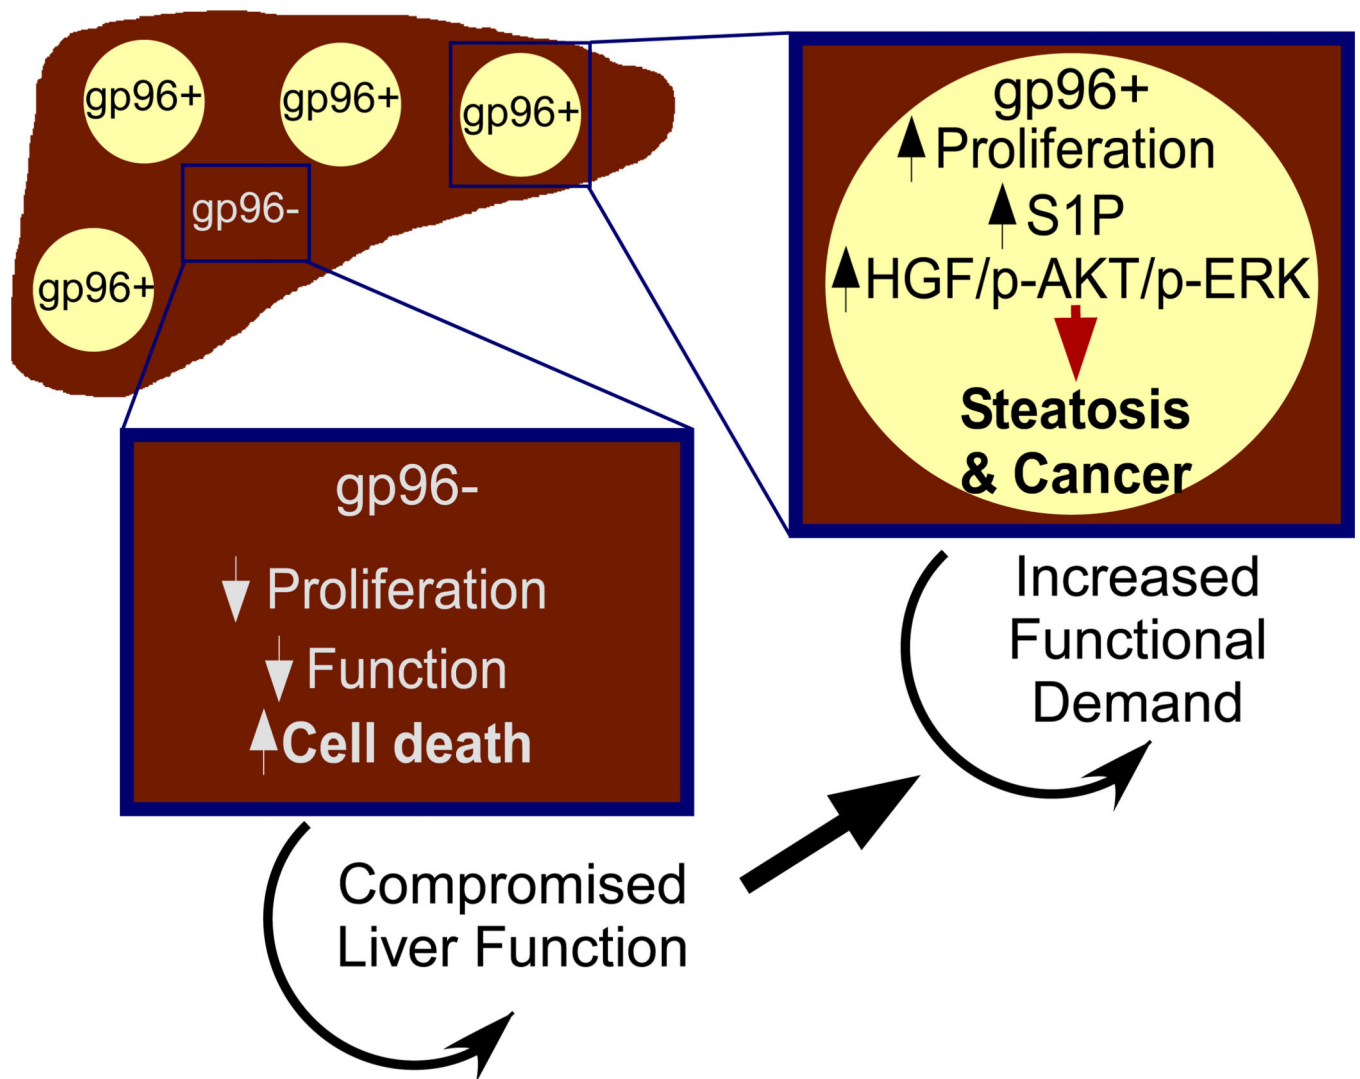 gp96+
gp96+
gp96+
gp96-
gp96+
gp96+
Proliferation
S1P
HGF/p-AKT/p-ERK
Steatosis
& Cancer
gp96-
Proliferation
Function
Cell death
Increased
Functional
Demand
Compromised
Liver Function